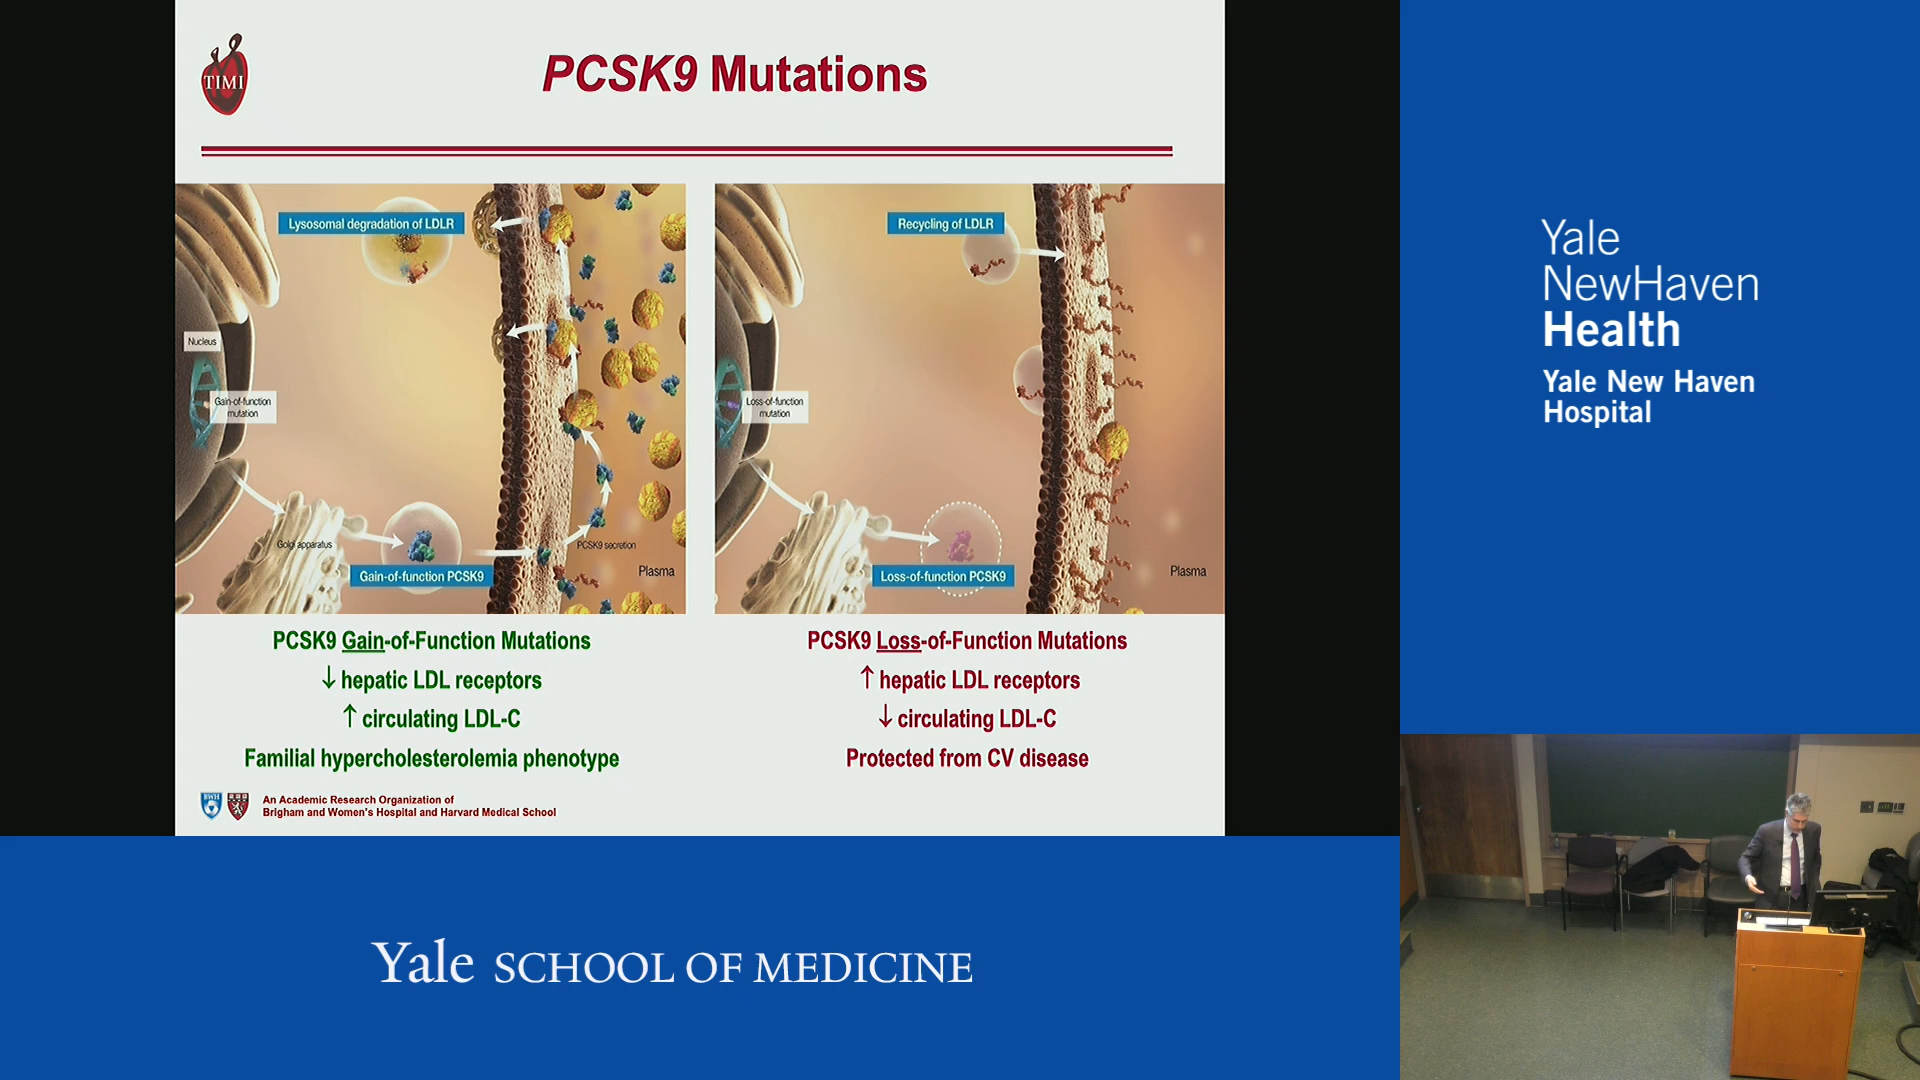 TIMI
PCSK9 Mutations
Lysosomal degradation of LDLR
Nucleus
Gain-of-function
mutation
Golgi apparatus
Gain-of-function PCSK9
PCSK9 secretion
Plasma
Recycling of LDLR
Loss-of-function
mutation
Loss-of-function PCSK9
Plasma
PCSK9 Gain-of-Function Mutations
↓ hepatic LDL receptors
↑ circulating LDL-C
Familial hypercholesterolemia phenotype
PCSK9 Loss-of-Function Mutations
↑ hepatic LDL receptors
↓ circulating LDL-C
Protected from CV disease
BWH
An Academic Research Organization of
Brigham and Women's Hospital and Harvard Medical School
Yale
NewHaven
Health
Yale New Haven
Hospital
Yale SCHOOL OF MEDICINE